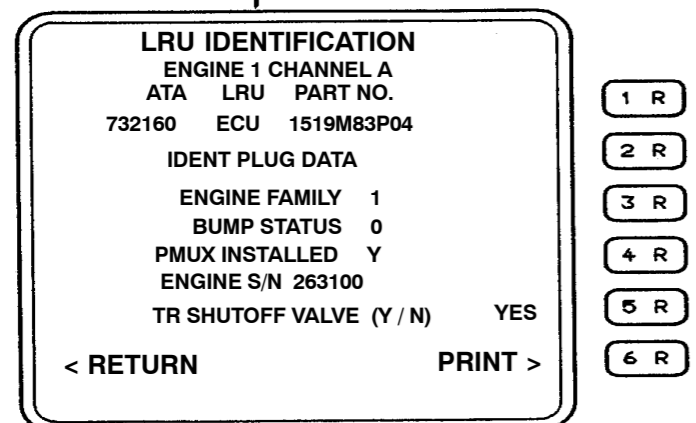 LRU IDENTIFICATION
ENGINE 1 CHANNEL A
ATA LRU PART NO.
732160 ECU 1519M83P04
IDENT PLUG DATA
ENGINE FAMILY 1
BUMP STATUS 0
PMUX INSTALLED Y
ENGINE S/N 263100
TR SHUTOFF VALVE (Y / N) YES
< RETURN PRINT >
1 R
2 R
3 R
4 R
5 R
6 R